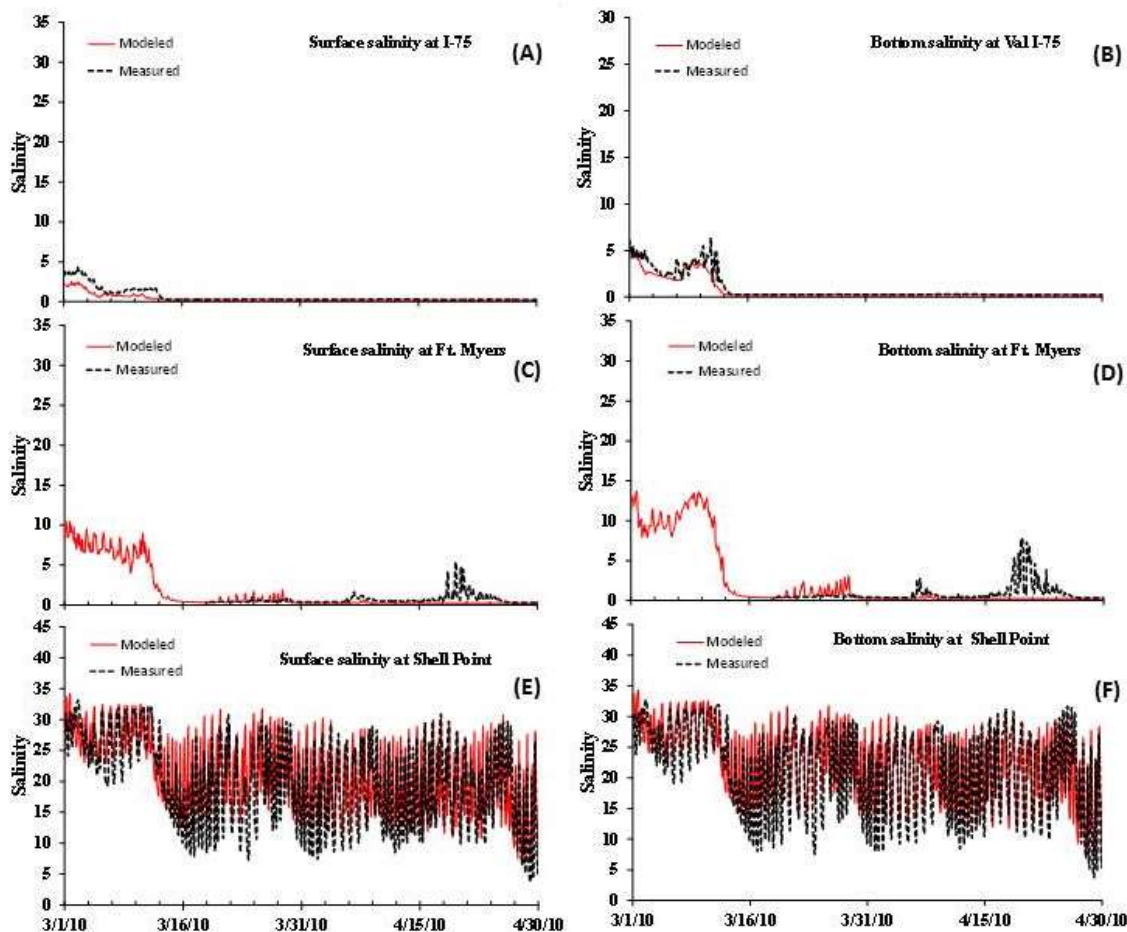 Surface salinity at I-75
(A)
Modeled
Measured
Salinity
35
30
25
20
15
10
5
0
Bottom salinity at Val I-75
(B)
Modeled
Measured
Salinity
30
25
20
15
10
5
0
Surface salinity at Ft. Myers
(C)
Modeled
Measured
Salinity
35
30
25
20
15
10
5
0
Bottom salinity at Ft. Myers
(D)
Modeled
Measured
Salinity
35
30
25
20
15
10
5
0
Surface salinity at Shell Point
(E)
Modeled
Measured
Salinity
45
40
35
30
25
20
15
10
5
0
3/1/10 3/16/10 3/31/10 4/15/10 4/30/10
Bottom salinity at Shell Point
(F)
Modeled
Measured
Salinity
45
40
35
30
25
20
15
10
5
0
3/1/10 3/16/10 3/31/10 4/15/10 4/30/10